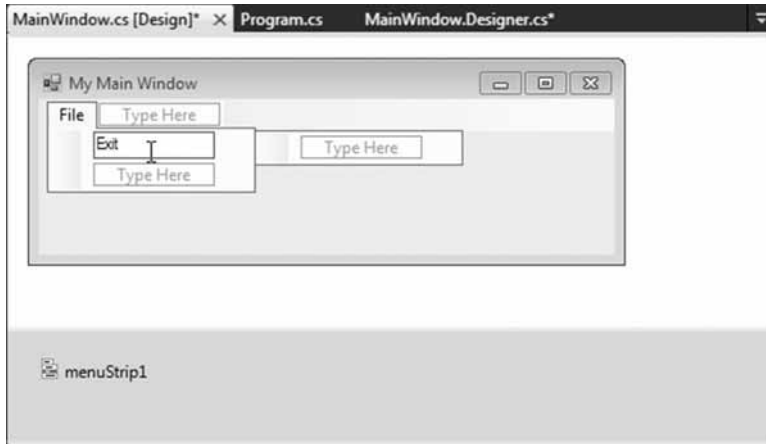 MainWindow.cs [Design]* Program.cs MainWindow.Designer.cs*
My Main Window
File Type Here
Exit Type Here
Type Here
menuStrip1